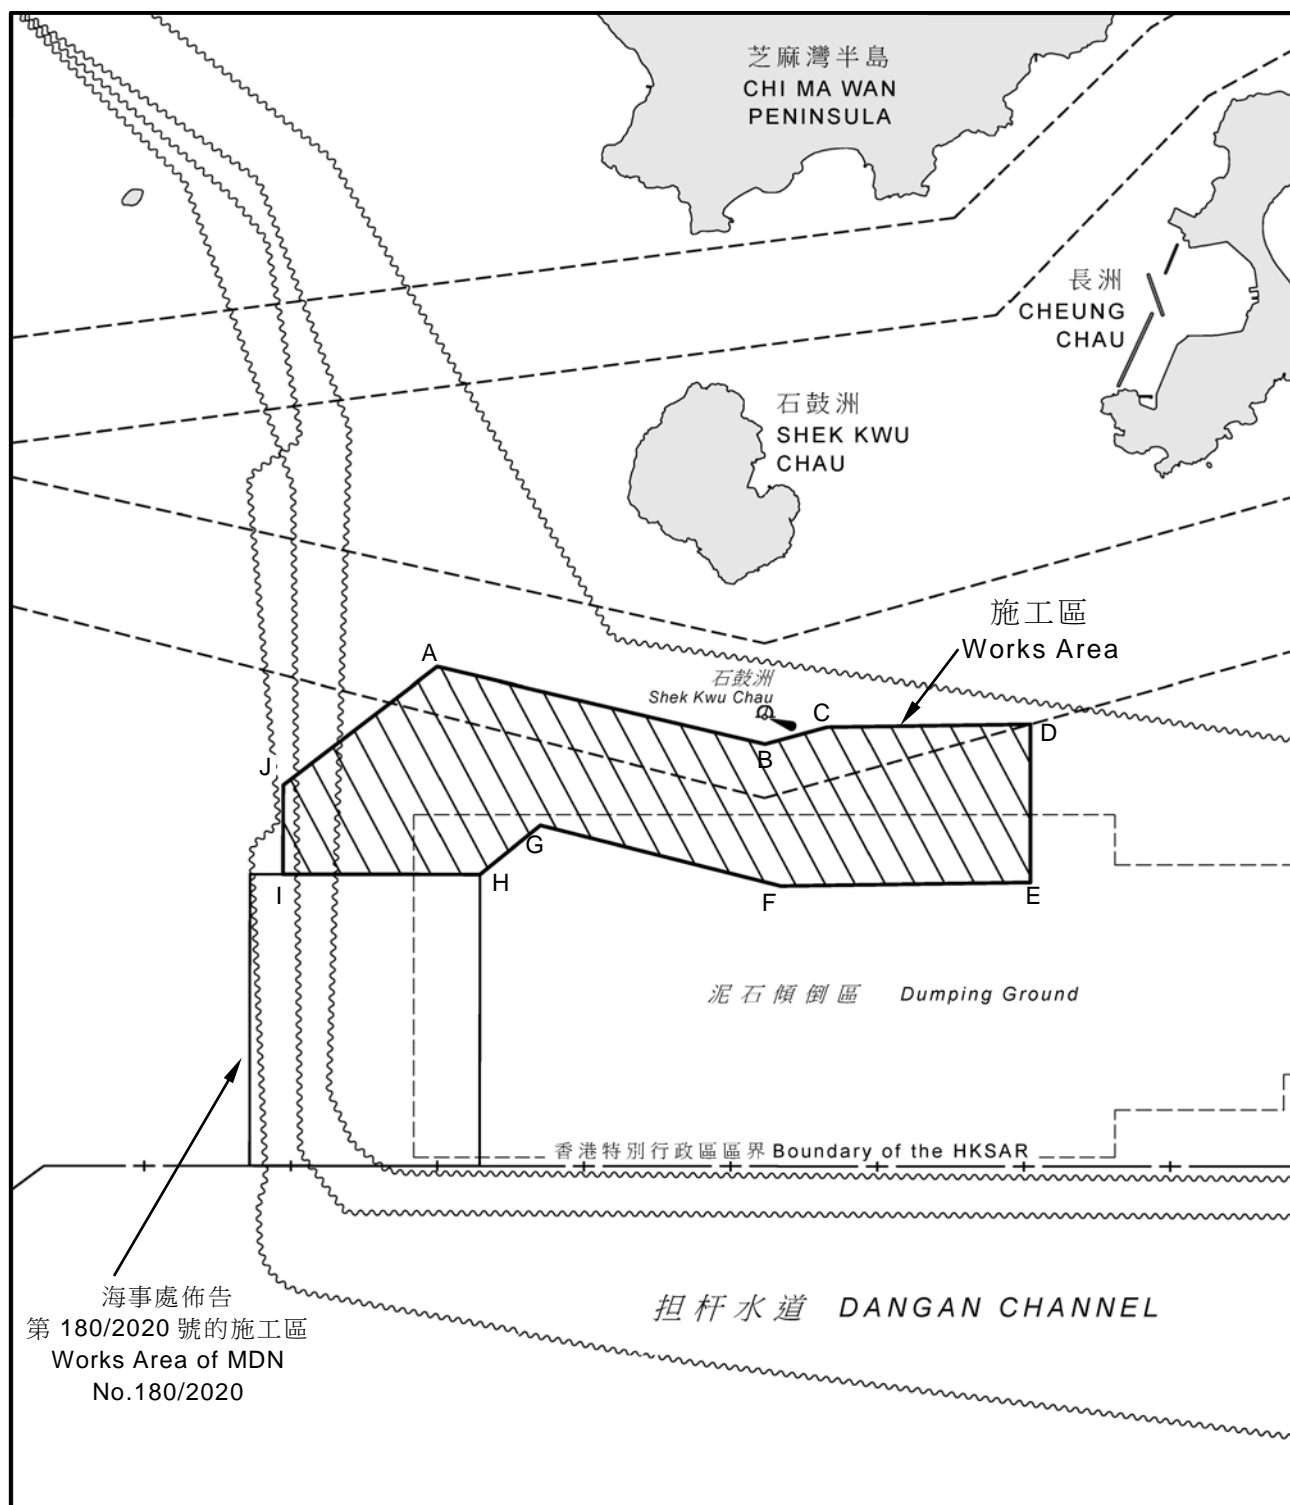 芝麻灣半島
CHI MA WAN
PENINSULA
長洲
CHEUNG
CHAU
石鼓洲
SHEK KWU
CHAU
施工區
Works Area
A
石鼓洲
Shek Kwu Chau
C
D
B
J
G
H
I
F
E
泥石傾倒區 Dumping Ground
香港特別行政區區界 Boundary of the HKSAR
海事處佈告
第 180/2020 號的施工區
Works Area of MDN
No.180/2020
担杆水道 DANGAN CHANNEL